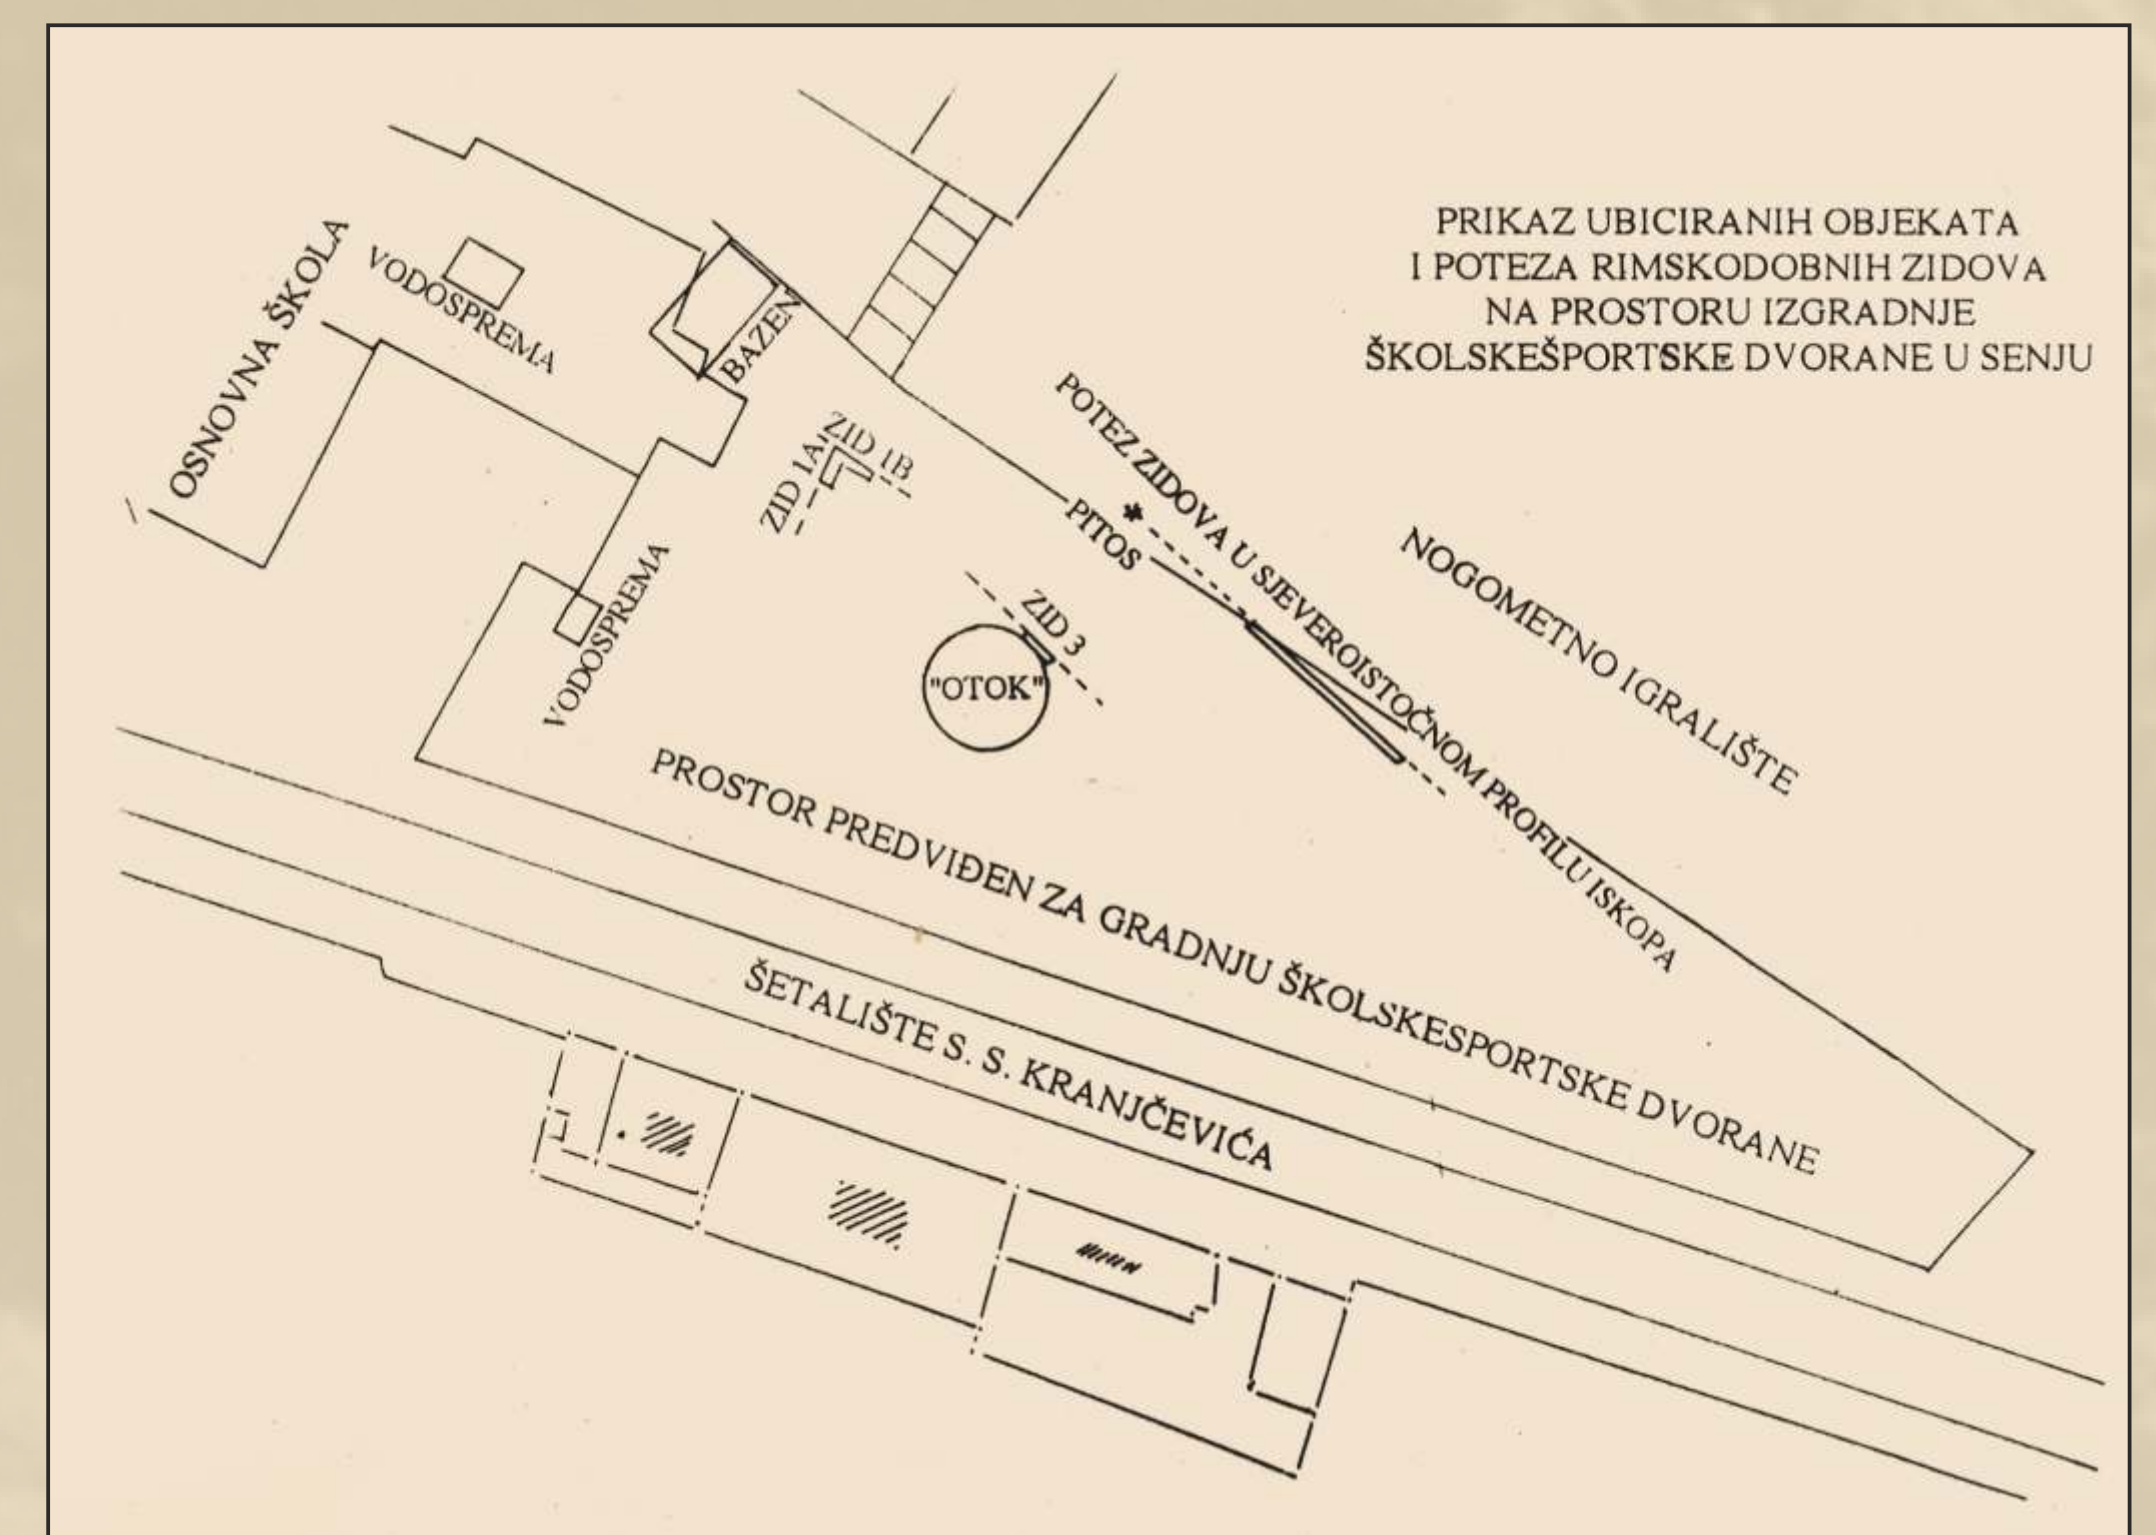 PRIKAZ UBICIRANIH OBJEKATA
I POTEZA RIMSKODOBNIH ZIDOVA
NA PROSTORU IZGRADNJE
ŠKOLSKEŠPORTSKE DVORANE U SENJU
OSNOVNA ŠKOLA
VODOSPREMA
BAZEN
ZID 1A
ZID 1B
PITOS
POTEZ ZIDOVA U SJEVEROISTOČNOM PROFILU ISKOPA
NOGOMETNO IGRALIŠTE
VODOSPREMA
ZID 3
"OTOK"
PROSTOR PREDVIĐEN ZA GRADNJU ŠKOLSKESPORTSKE DVORANE
ŠETALIŠTE S. S. KRANJČEVIĆA